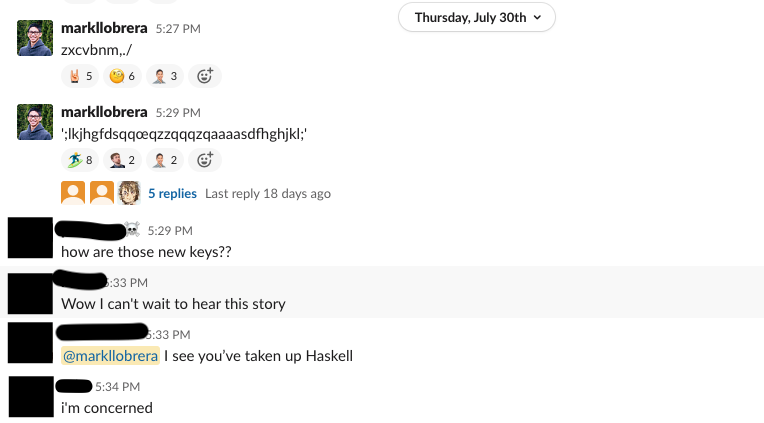 Thursday, July 30th
markllobrera 5:27 PM
zxcvbnm,./
5 6 3
markllobrera 5:29 PM
';lkjhgfdsqqœqzzqqqzqaaaasdfhghjkl;'
8 2 2
5 replies Last reply 18 days ago
5:29 PM
how are those new keys??
5:33 PM
Wow I can't wait to hear this story
5:33 PM
@markllobrera I see you've taken up Haskell
5:34 PM
i'm concerned